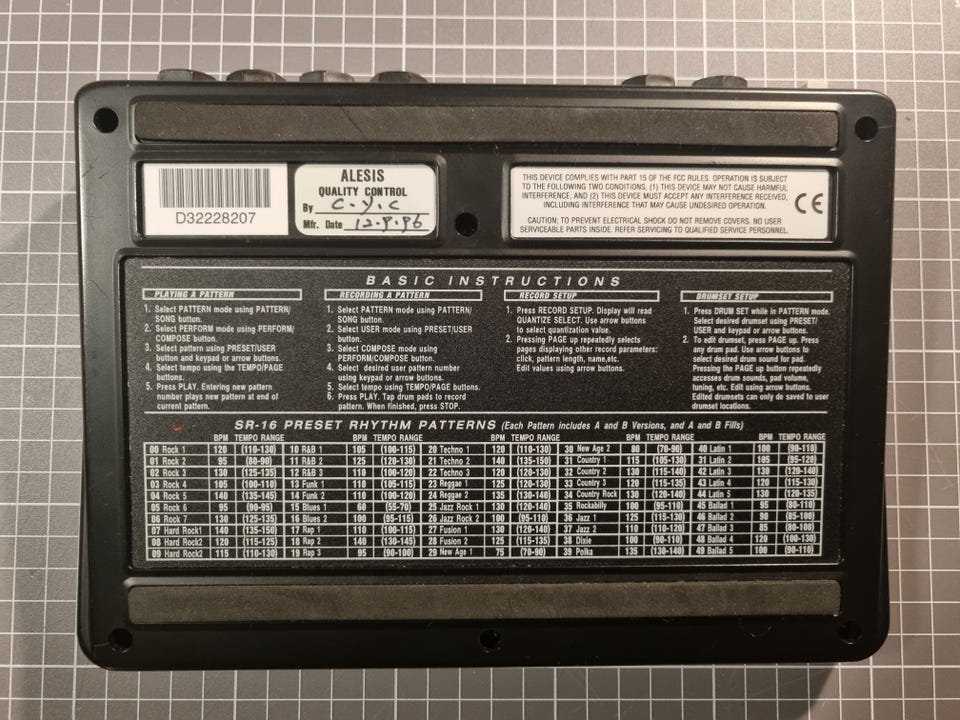 D32228207
ALESIS
QUALITY CONTROL
By C.Y.C
Mfr. Date 12.9.96
THIS DEVICE COMPLIES WITH PART 15 OF THE FCC RULES. OPERATION IS SUBJECT
TO THE FOLLOWING TWO CONDITIONS, (1) THIS DEVICE MAY NOT CAUSE HARMFUL
INTERFERENCE, AND (2) THIS DEVICE MUST ACCEPT ANY INTERFERENCE RECEIVED,
INCLUDING INTERFERENCE THAT MAY CAUSE UNDESIRED OPERATION.
CAUTION: TO PREVENT ELECTRICAL SHOCK DO NOT REMOVE COVERS. NO USER
SERVICEABLE PARTS INSIDE. REFER SERVICING TO QUALIFIED SERVICE PERSONNEL.
CE
BASIC INSTRUCTIONS
PLAYING A PATTERN
1. Select PATTERN mode using PATTERN/
SONG button.
2. Select PERFORM mode using PERFORM/
COMPOSE button.
3. Select pattern using PRESET/USER
button and keypad or arrow buttons.
4. Select tempo using the TEMPO/PAGE
buttons.
5. Press PLAY. Entering new pattern
number plays new pattern at end of
current pattern.
RECORDING A PATTERN
1. Select PATTERN mode using PATTERN/
SONG button.
2. Select USER mode using PRESET/USER
button.
3. Select COMPOSE mode using
PERFORM/COMPOSE button.
4. Select desired user pattern number
using keypad or arrow buttons.
5. Select tempo using TEMPO/PAGE buttons.
6. Press PLAY. Tap drum pads to record
pattern. When finished, press STOP.
RECORD SETUP
1. Press RECORD SETUP. Display will read
QUANTIZE SELECT. Use arrow buttons
to select quantization value.
2. Pressing PAGE up repeatedly selects
pages displaying other record parameters:
click, pattern length, name,etc.
Edit values using arrow buttons.
DRUMSET SETUP
1. Press DRUM SET while in PATTERN mode.
Select desired drumset using PRESET/
USER and keypad or arrow buttons.
2. To edit drumset, press PAGE up. Press
any drum pad. Use arrow buttons to
select desired drum sound for pad.
Pressing the PAGE up button repeatedly
accesses drum sounds, pad volume,
tuning, etc. Edit using arrow buttons.
Edited drumsets can only be saved to user
drumset locations.
SR-16 PRESET RHYTHM PATTERNS (Each Pattern includes A and B Versions, and A and B Fills)
BPM TEMPO RANGE BPM TEMPO RANGE BPM TEMPO RANGE BPM TEMPO RANGE BPM TEMPO RANGE
00 Rock 1 120 (110-130) 10 R&B 1 105 (100-115) 20 Techno 1 120 (110-130) 30 New Age 2 80 (70-90) 40 Latin 1 100 (90-110)
01 Rock 2 95 (80-90) 11 R&B 2 125 (120-130) 21 Techno 2 140 (135-150) 31 Country 1 115 (105-130) 41 Latin 2 105 (95-120)
02 Rock 3 130 (125-135) 12 R&B 3 110 (100-120) 22 Techno 3 120 (120-130) 32 Country 2 130 (120-138) 42 Latin 3 130 (120-140)
03 Rock 4 105 (100-110) 13 Funk 1 110 (105-115) 23 Reggae 1 125 (120-130) 33 Country 3 120 (115-135) 43 Latin 4 120 (115-130)
04 Rock 5 140 (135-145) 14 Funk 2 110 (100-120) 24 Reggae 2 135 (130-140) 34 Country Rock 130 (125-140) 44 Latin 5 130 (120-135)
05 Rock 6 95 (90-95) 15 Blues 1 60 (55-70) 25 Jazz Rock 1 130 (120-140) 35 Rockabilly 100 (95-110) 45 Ballad 1 95 (80-110)
06 Rock 7 130 (125-135) 16 Blues 2 100 (95-115) 26 Jazz Rock 2 100 (95-110) 36 Jazz 1 125 (115-130) 46 Ballad 2 90 (85-100)
07 Hard Rock1 140 (135-150) 17 Rap 1 110 (100-115) 27 Fusion 1 130 (120-140) 37 Jazz 2 110 (110-120) 47 Ballad 3 85 (80-100)
08 Hard Rock2 120 (115-125) 18 Rap 2 140 (130-145) 28 Fusion 2 125 (115-135) 38 Dixie 100 (90-110) 48 Ballad 4 120 (100-130)
09 Hard Rock2 115 (110-130) 19 Rap 3 95 (90-100) 29 New Age 1 75 (70-90) 39 Polka 135 (130-140) 49 Ballad 5 100 (90-110)